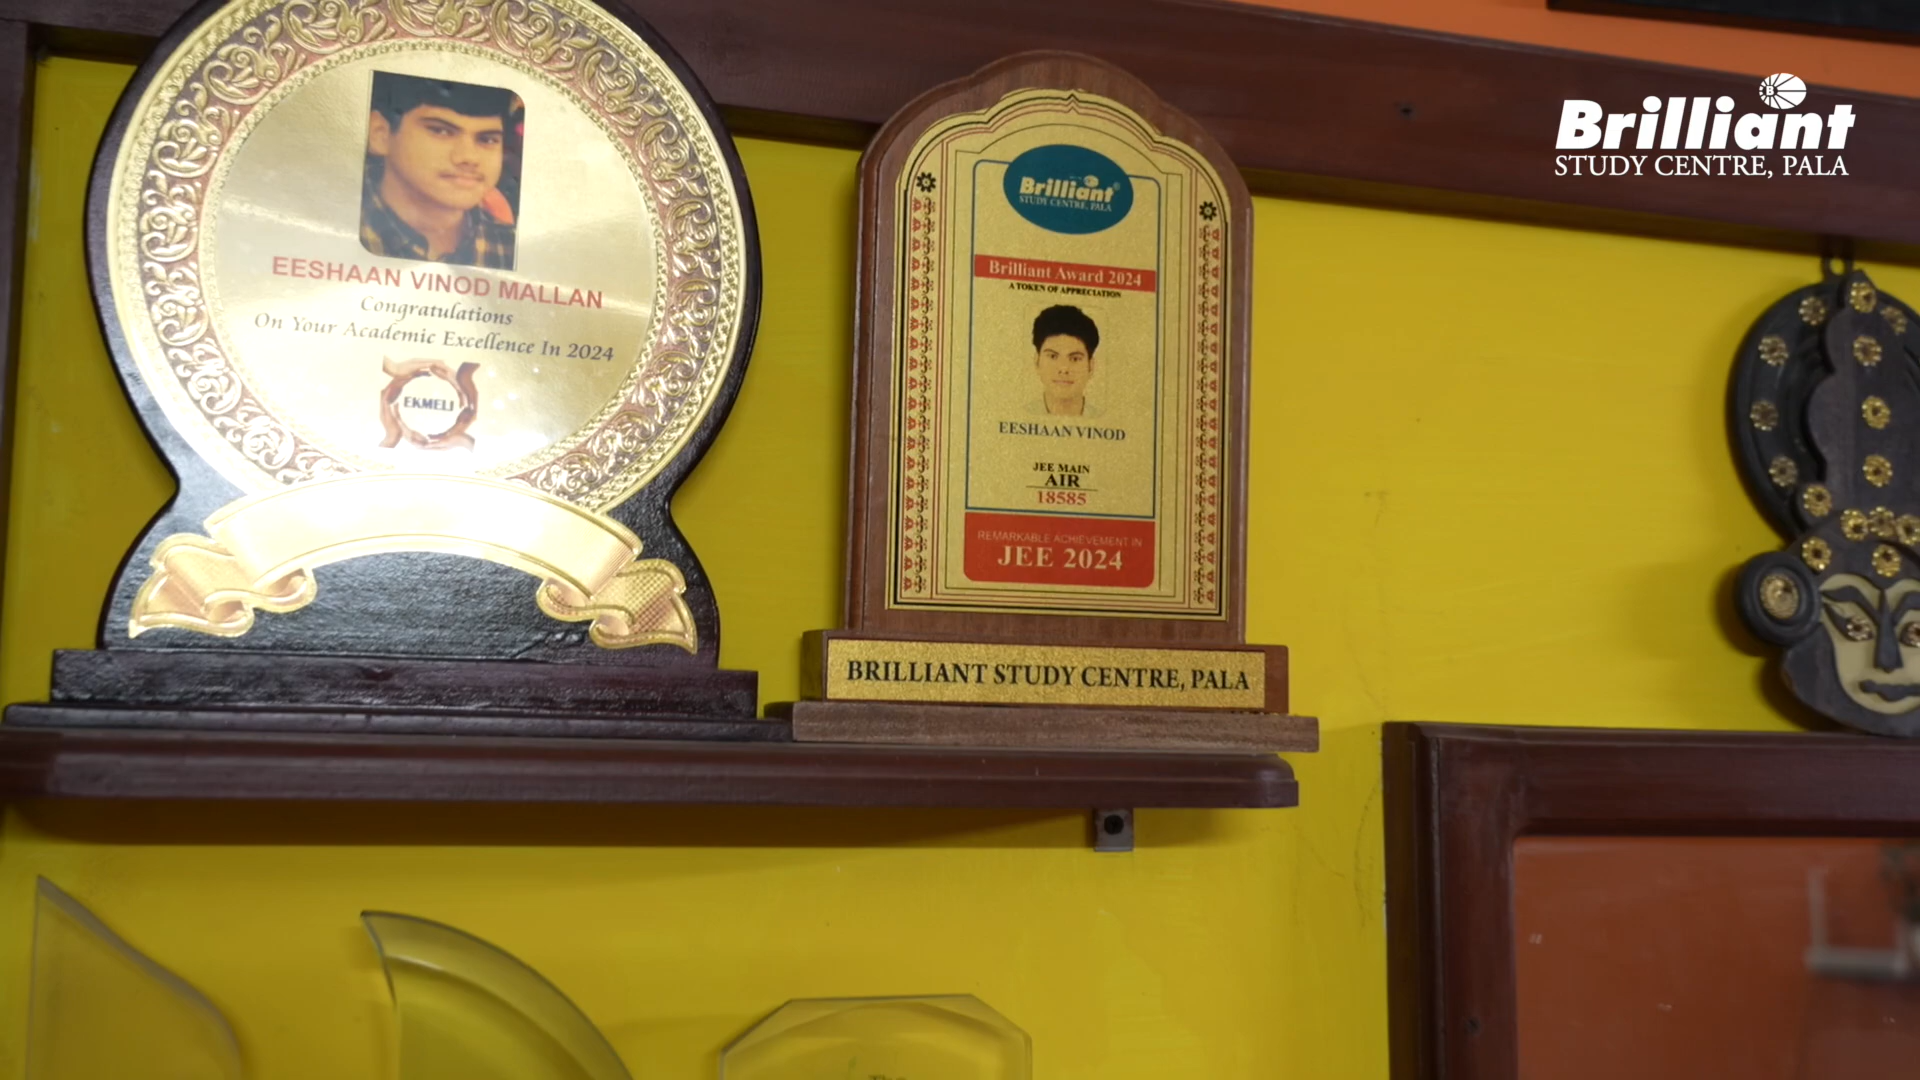 EESHAAN VINOD MALLAN
Congratulations
On Your Academic Excellence In 2024
EKMELI
Brilliant
STUDY CENTRE, PALA
Brilliant Award 2024
A TOKEN OF APPRECIATION
EESHAAN VINOD
JEE MAIN
AIR
18585
REMARKABLE ACHIEVEMENT IN
JEE 2024
BRILLIANT STUDY CENTRE, PALA
Brilliant
STUDY CENTRE, PALA